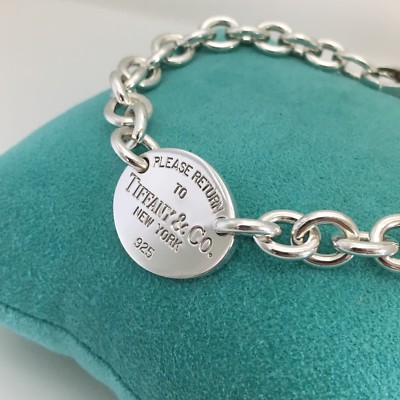 PLEASE RETURN
TO
TIFFANY & CO.
NEW YORK
925